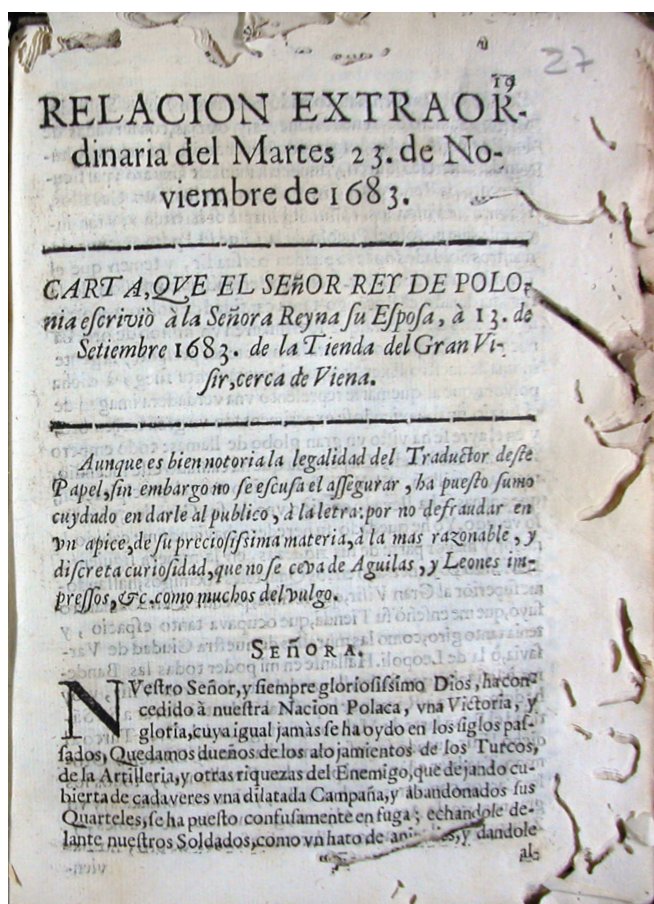 27
19
RELACION EXTRAOR-
dinaria del Martes 23. de No-
viembre de 1683.
CARTA, QVE EL SEñOR REY DE POLO-
nia escriviò à la Señora Reyna su Esposa, à 13. de
Setiembre 1683. de la Tienda del Gran Vi-
sir, cerca de Viena.
Aunque es bien notoria la legalidad del Traductor deste
Papel, sin embargo no se escusa el assegurar, ha puesto sumo
cuydado en darle al publico, à la letra: por no defraudar en
vn apice, de su preciosissima materia, à la mas razonable, y
discreta curiosidad, que no se ceva de Aguilas, y Leones im-
pressos, &c. como muchos del vulgo.
SEñORA.
NVestro Señor, y siempre gloriosissimo Dios, ha con-
cedido à nuestra Nacion Polaca, vna Victoria, y
gloria, cuya igual jamàs se ha oydo en los siglos pas-
sados, Quedamos dueños de los alojamientos de los Turcos,
de la Artilleria, y otras riquezas del Enemigo, que dejando cu-
bierta de cadaveres vna dilatada Campaña, y abandonados sus
Quarteles, se ha puesto confusamente en fuga; echandole de-
lante nuestros Soldados, como vn hato de y dandole
al-